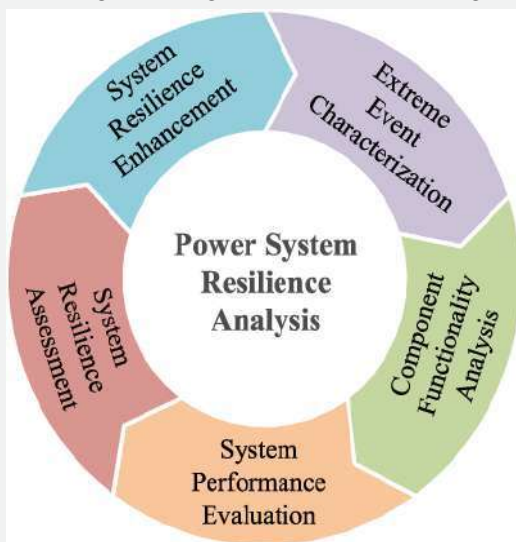 System
Resilience
Enhancement
Extreme
Event
Characterization
Power System
Resilience
Analysis
System
Resilience
Assessment
Component
Functionality
Analysis
System
Performance
Evaluation